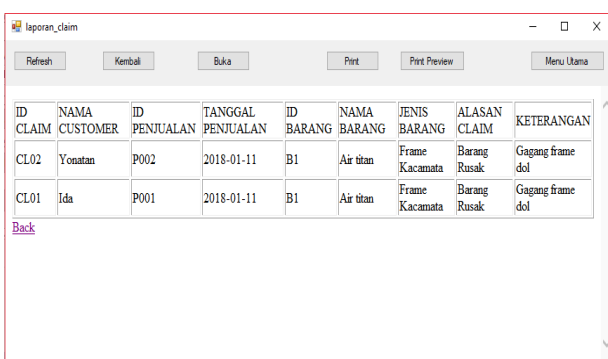 laporan_claim
Refresh Kembali Buka Print Print Preview Menu Utama
ID CLAIM NAMA CUSTOMER ID PENJUALAN TANGGAL PENJUALAN ID BARANG NAMA BARANG JENIS BARANG ALASAN CLAIM KETERANGAN
CL02 Yonatan P002 2018-01-11 B1 Air titan Frame Kacamata Barang Rusak Gagang frame dol
CL01 Ida P001 2018-01-11 B1 Air titan Frame Kacamata Barang Rusak Gagang frame dol
Back